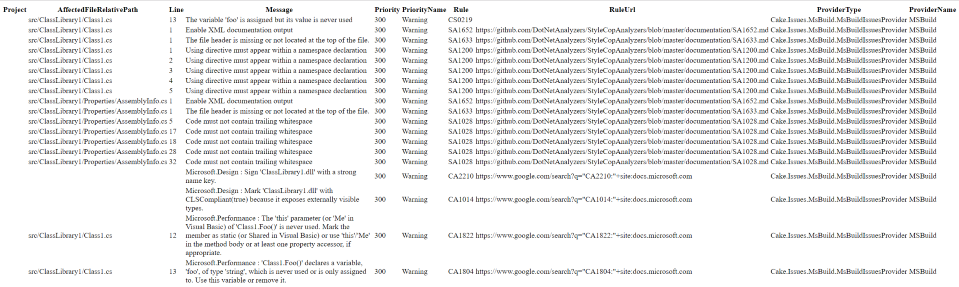 Project AffectedFileRelativePath Line Message Priority PriorityName Rule RuleUrl ProviderType ProviderName
src/ClassLibrary1/Class1.cs 13 The variable 'foo' is assigned but its value is never used 300 Warning CS0219 Cake.Issues.MsBuild.MsBuildIssuesProvider MSBuild
src/ClassLibrary1/Class1.cs 1 Enable XML documentation output 300 Warning SA1652 https://github.com/DotNetAnalyzers/StyleCopAnalyzers/blob/master/documentation/SA1652.md Cake.Issues.MsBuild.MsBuildIssuesProvider MSBuild
src/ClassLibrary1/Class1.cs 1 The file header is missing or not located at the top of the file. 300 Warning SA1633 https://github.com/DotNetAnalyzers/StyleCopAnalyzers/blob/master/documentation/SA1633.md Cake.Issues.MsBuild.MsBuildIssuesProvider MSBuild
src/ClassLibrary1/Class1.cs 1 Using directive must appear within a namespace declaration 300 Warning SA1200 https://github.com/DotNetAnalyzers/StyleCopAnalyzers/blob/master/documentation/SA1200.md Cake.Issues.MsBuild.MsBuildIssuesProvider MSBuild
src/ClassLibrary1/Class1.cs 2 Using directive must appear within a namespace declaration 300 Warning SA1200 https://github.com/DotNetAnalyzers/StyleCopAnalyzers/blob/master/documentation/SA1200.md Cake.Issues.MsBuild.MsBuildIssuesProvider MSBuild
src/ClassLibrary1/Class1.cs 3 Using directive must appear within a namespace declaration 300 Warning SA1200 https://github.com/DotNetAnalyzers/StyleCopAnalyzers/blob/master/documentation/SA1200.md Cake.Issues.MsBuild.MsBuildIssuesProvider MSBuild
src/ClassLibrary1/Class1.cs 4 Using directive must appear within a namespace declaration 300 Warning SA1200 https://github.com/DotNetAnalyzers/StyleCopAnalyzers/blob/master/documentation/SA1200.md Cake.Issues.MsBuild.MsBuildIssuesProvider MSBuild
src/ClassLibrary1/Class1.cs 5 Using directive must appear within a namespace declaration 300 Warning SA1200 https://github.com/DotNetAnalyzers/StyleCopAnalyzers/blob/master/documentation/SA1200.md Cake.Issues.MsBuild.MsBuildIssuesProvider MSBuild
src/ClassLibrary1/Properties/AssemblyInfo.cs 1 Enable XML documentation output 300 Warning SA1652 https://github.com/DotNetAnalyzers/StyleCopAnalyzers/blob/master/documentation/SA1652.md Cake.Issues.MsBuild.MsBuildIssuesProvider MSBuild
src/ClassLibrary1/Properties/AssemblyInfo.cs 1 The file header is missing or not located at the top of the file. 300 Warning SA1633 https://github.com/DotNetAnalyzers/StyleCopAnalyzers/blob/master/documentation/SA1633.md Cake.Issues.MsBuild.MsBuildIssuesProvider MSBuild
src/ClassLibrary1/Properties/AssemblyInfo.cs 5 Code must not contain trailing whitespace 300 Warning SA1028 https://github.com/DotNetAnalyzers/StyleCopAnalyzers/blob/master/documentation/SA1028.md Cake.Issues.MsBuild.MsBuildIssuesProvider MSBuild
src/ClassLibrary1/Properties/AssemblyInfo.cs 17 Code must not contain trailing whitespace 300 Warning SA1028 https://github.com/DotNetAnalyzers/StyleCopAnalyzers/blob/master/documentation/SA1028.md Cake.Issues.MsBuild.MsBuildIssuesProvider MSBuild
src/ClassLibrary1/Properties/AssemblyInfo.cs 18 Code must not contain trailing whitespace 300 Warning SA1028 https://github.com/DotNetAnalyzers/StyleCopAnalyzers/blob/master/documentation/SA1028.md Cake.Issues.MsBuild.MsBuildIssuesProvider MSBuild
src/ClassLibrary1/Properties/AssemblyInfo.cs 28 Code must not contain trailing whitespace 300 Warning SA1028 https://github.com/DotNetAnalyzers/StyleCopAnalyzers/blob/master/documentation/SA1028.md Cake.Issues.MsBuild.MsBuildIssuesProvider MSBuild
src/ClassLibrary1/Properties/AssemblyInfo.cs 32 Code must not contain trailing whitespace 300 Warning SA1028 https://github.com/DotNetAnalyzers/StyleCopAnalyzers/blob/master/documentation/SA1028.md Cake.Issues.MsBuild.MsBuildIssuesProvider MSBuild
Microsoft.Design : Sign 'ClassLibrary1.dll' with a strong
name key. 300 Warning CA2210 https://www.google.com/search?q="CA2210:"+site:docs.microsoft.com Cake.Issues.MsBuild.MsBuildIssuesProvider MSBuild
Microsoft.Design : Mark 'ClassLibrary1.dll' with
CLSCompliant(true) because it exposes externally visible 300 Warning CA1014 https://www.google.com/search?q="CA1014:"+site:docs.microsoft.com Cake.Issues.MsBuild.MsBuildIssuesProvider MSBuild
types.
Microsoft.Performance : The 'this' parameter (or 'Me' in
Visual Basic) of 'Class1.Foo()' is never used. Mark the
src/ClassLibrary1/Class1.cs 12 member as static (or Shared in Visual Basic) or use 'this'/'Me' 300 Warning CA1822 https://www.google.com/search?q="CA1822:"+site:docs.microsoft.com Cake.Issues.MsBuild.MsBuildIssuesProvider MSBuild
in the method body or at least one property accessor, if
appropriate.
Microsoft.Performance : 'Class1.Foo()' declares a variable,
src/ClassLibrary1/Class1.cs 13 'foo', of type 'string', which is never used or is only assigned 300 Warning CA1804 https://www.google.com/search?q="CA1804:"+site:docs.microsoft.com Cake.Issues.MsBuild.MsBuildIssuesProvider MSBuild
to. Use this variable or remove it.